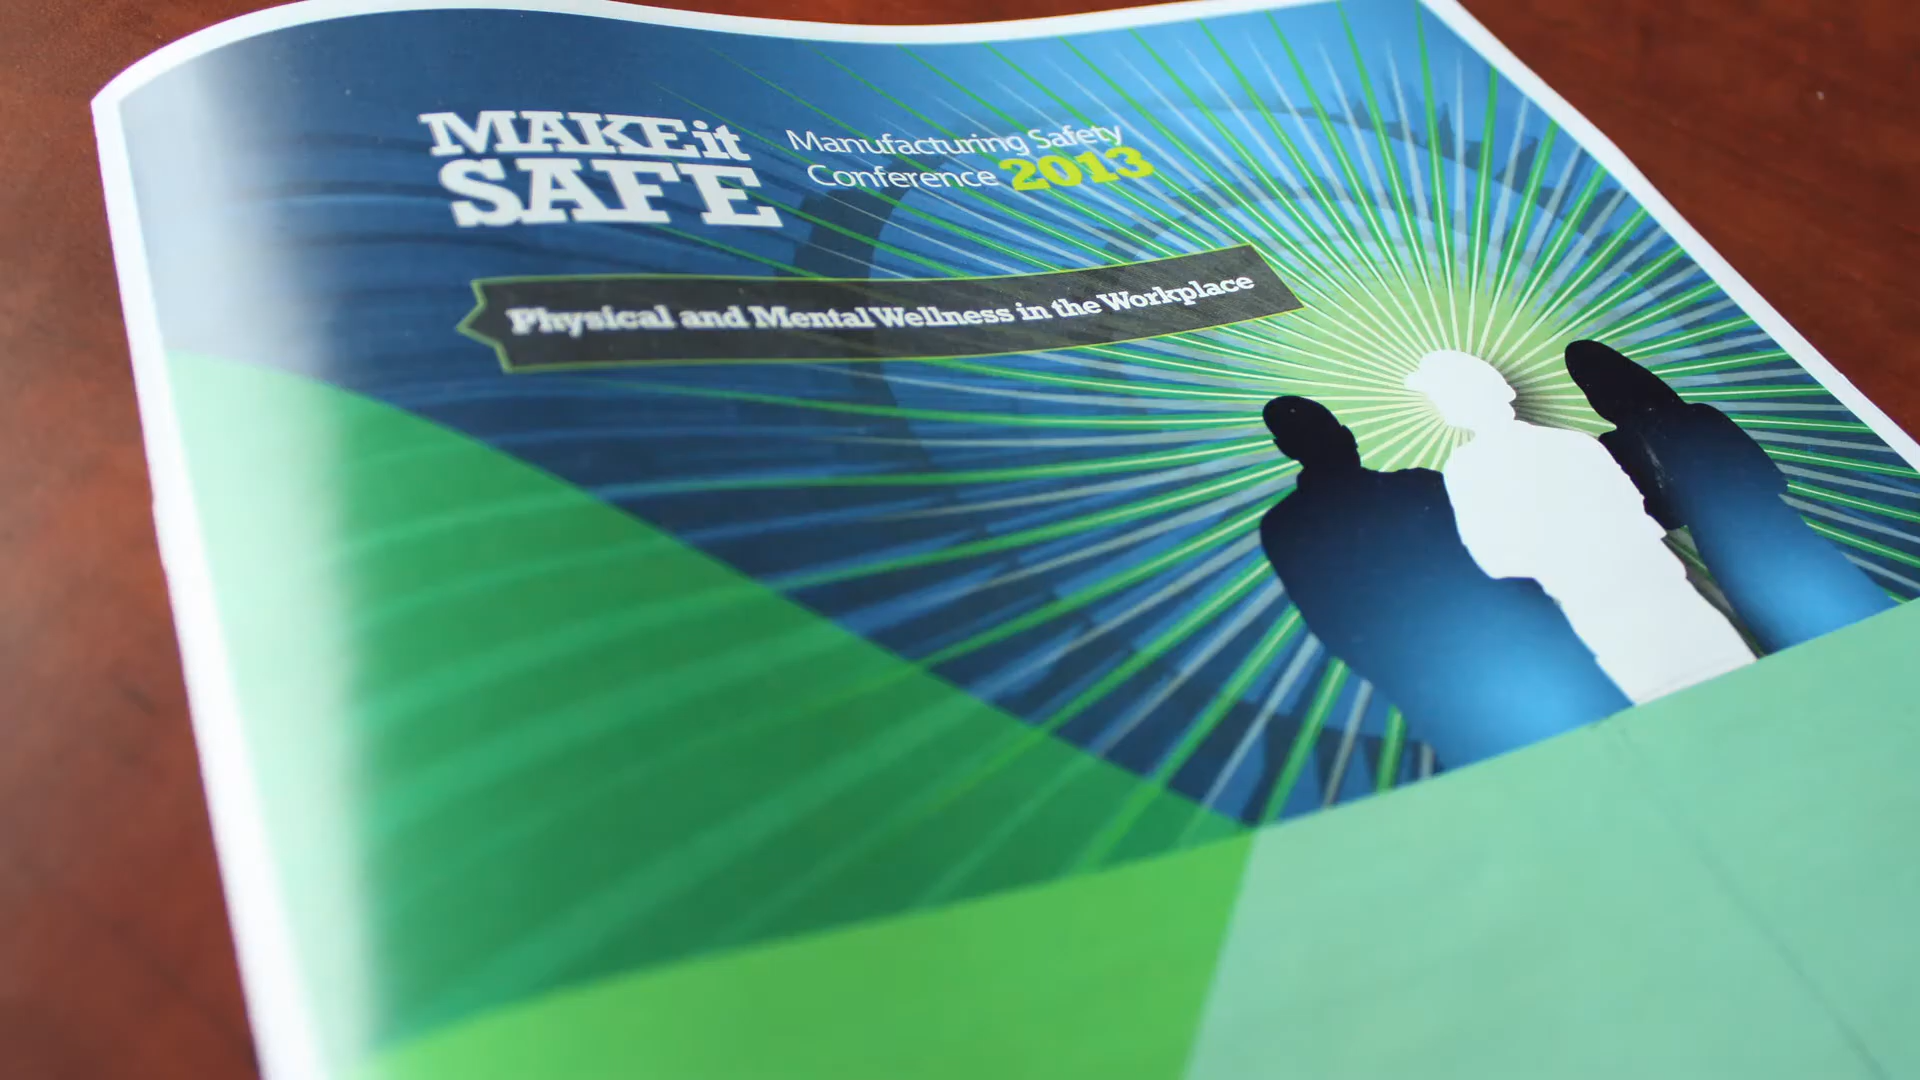 MAKE it
SAFE
Manufacturing Safety
Conference 2013
Physical and Mental Wellness in the Workplace